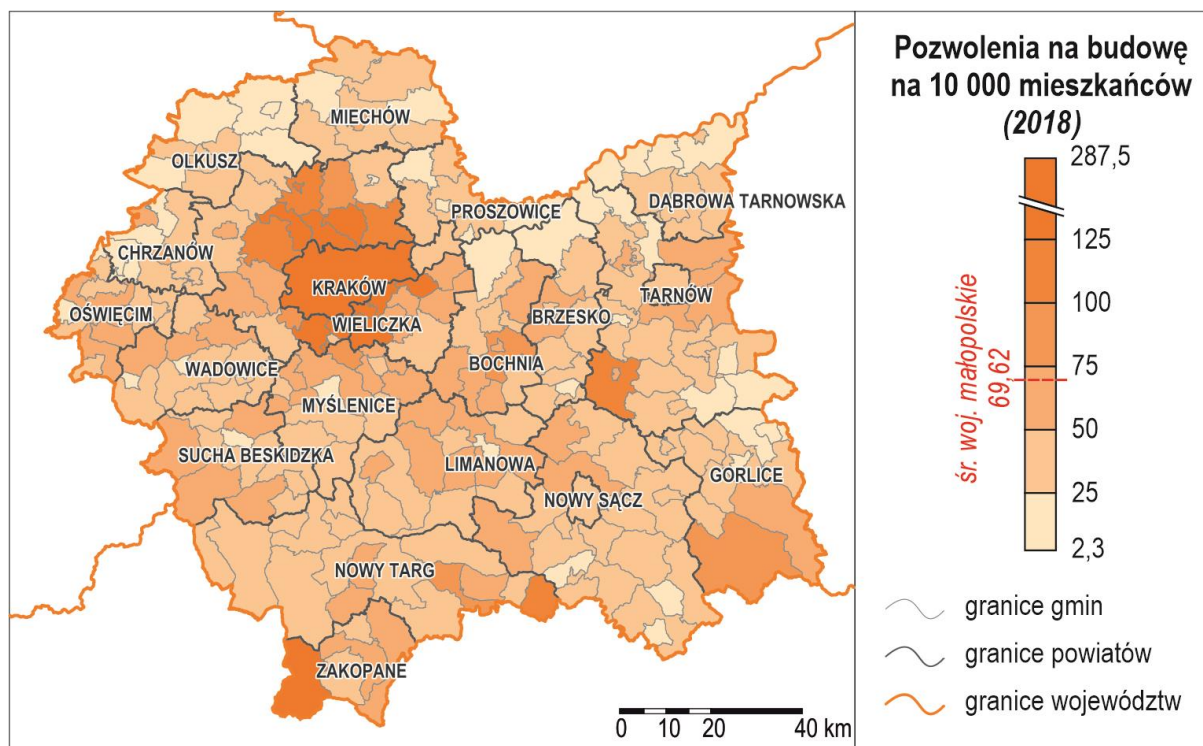 MIECHÓW
OLKUSZ
DĄBROWA TARNOWSKA
PROSZOWICE
CHRZANÓW
KRAKÓW
TARNÓW
OŚWIĘCIM
WIELICZKA
BRZESKO
BOCHNIA
WADOWICE
MYŚLENICE
SUCHA BESKIDZKA
LIMANOWA
GORLICE
NOWY SĄCZ
NOWY TARG
ZAKOPANE
0 10 20 40 km
Pozwolenia na budowę
na 10 000 mieszkańców
(2018)
287,5
125
100
75
50
25
2,3
śr. woj. małopolskie
69,62
granice gmin
granice powiatów
granice województw